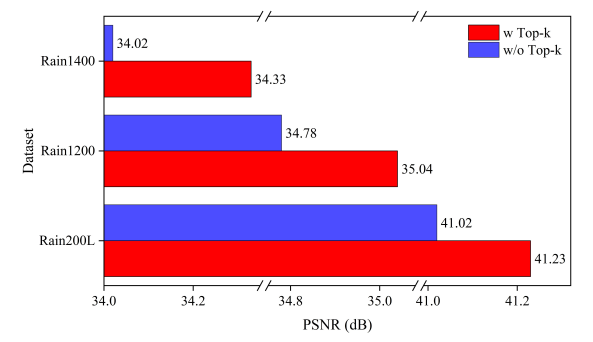 w Top-k
w/o Top-k
Rain1400
34.02
34.33
Rain1200
34.78
35.04
Rain200L
41.02
41.23
Dataset
34.0 34.2 34.8 35.0 41.0 41.2
PSNR (dB)